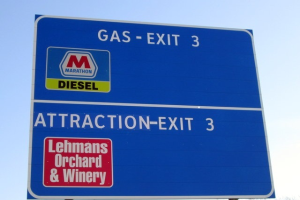 GAS - EXIT 3
M
MARATHON
DIESEL
ATTRACTION-EXIT 3
Lehmans
Orchard
& Winery